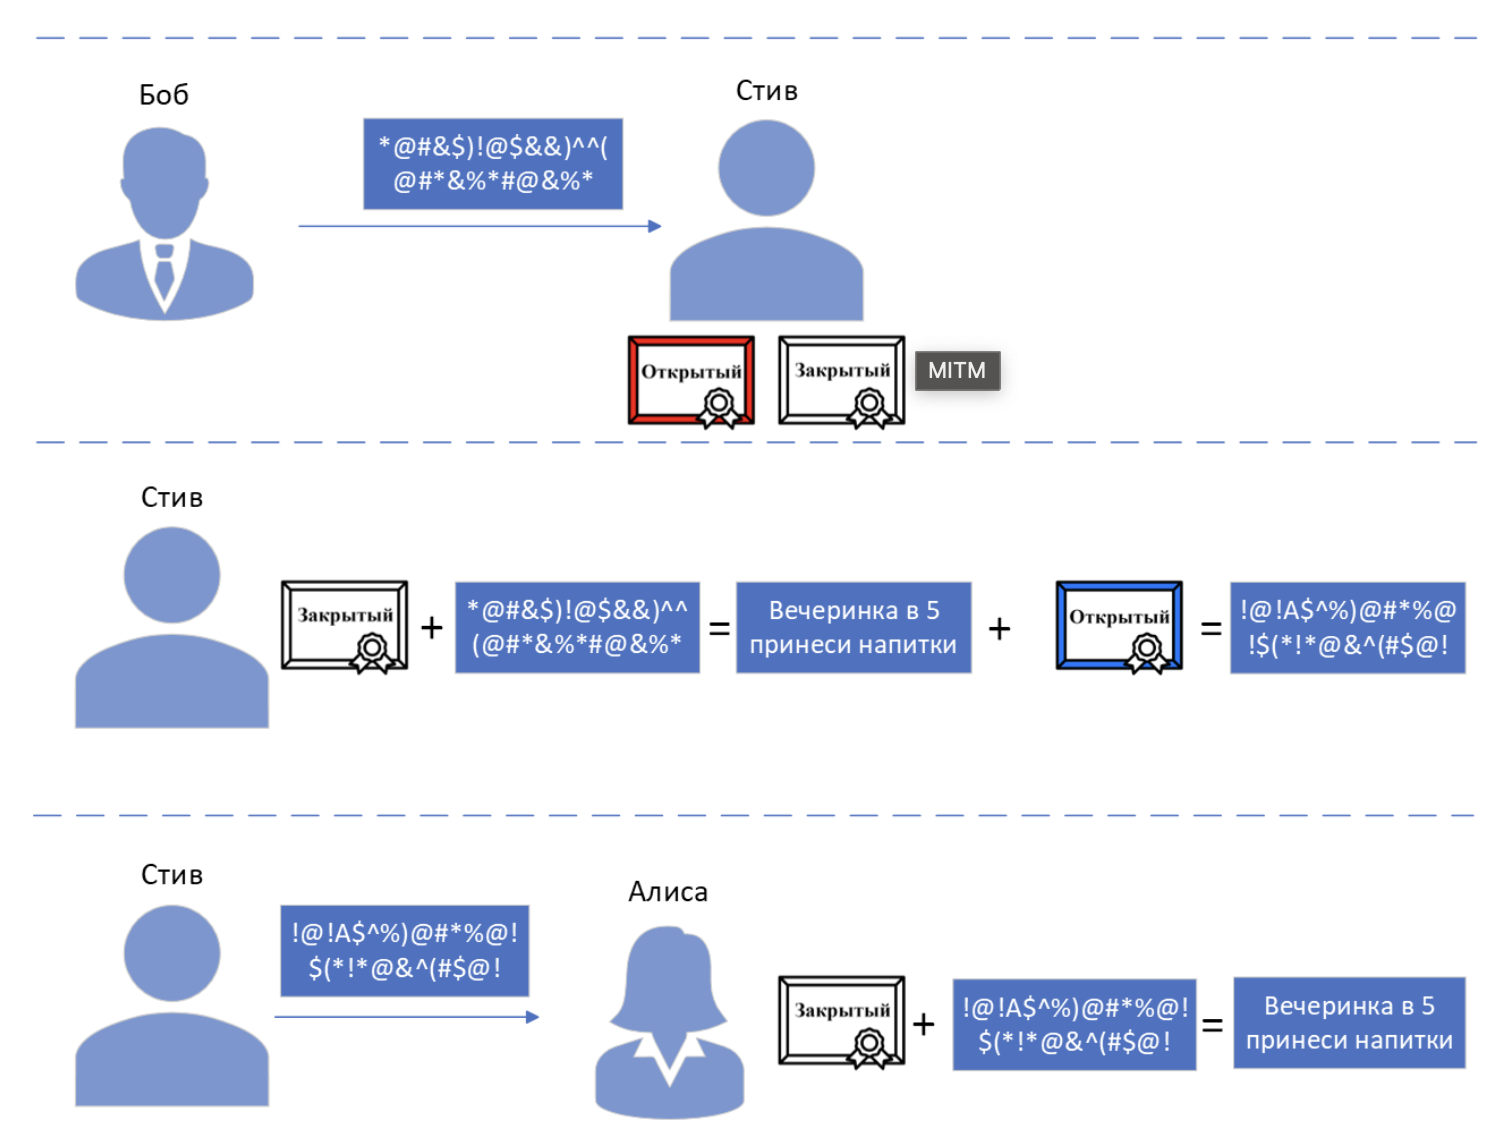 Боб
Стив
*@#&$)!@$&&)^^(
@#*&%*#@&%*
Открытый
Закрытый
MITM
Стив
Закрытый
+
*@#&$)!@$&&)^^
(@#*&%*#@&%*
=
Вечеринка в 5
принеси напитки
+
Открытый
=
!@!A$^%)@#*%@
!$(*!*@&^(#$@!
Стив
!@!A$^%)@#*%@!
$(*!*@&^(#$@!
Алиса
Закрытый
+
!@!A$^%)@#*%@!
$(*!*@&^(#$@!
=
Вечеринка в 5
принеси напитки